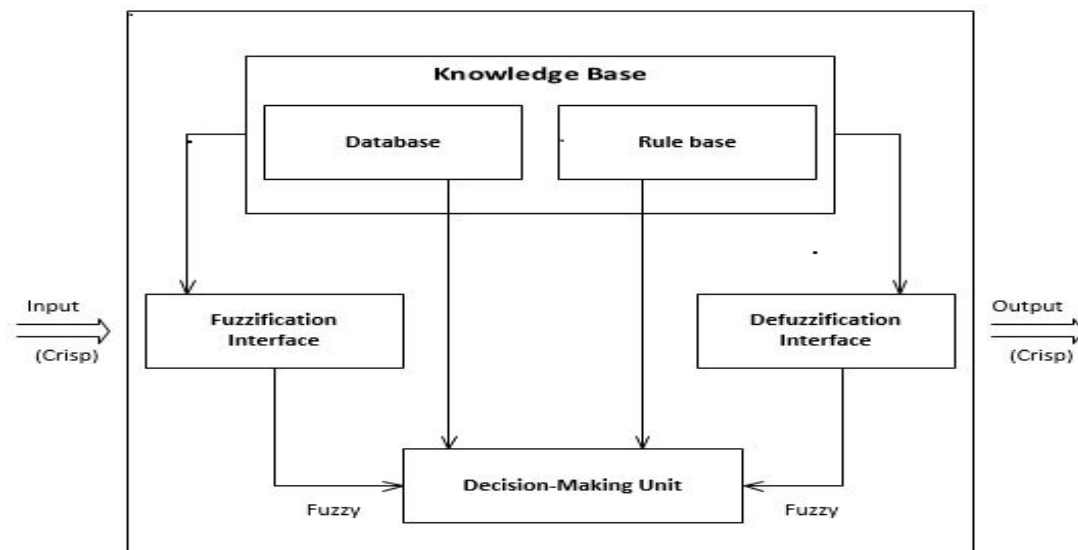 Knowledge Base
Database
Rule base
Input
(Crisp)
Fuzzification
Interface
Defuzzification
Interface
Output
(Crisp)
Decision-Making Unit
Fuzzy
Fuzzy